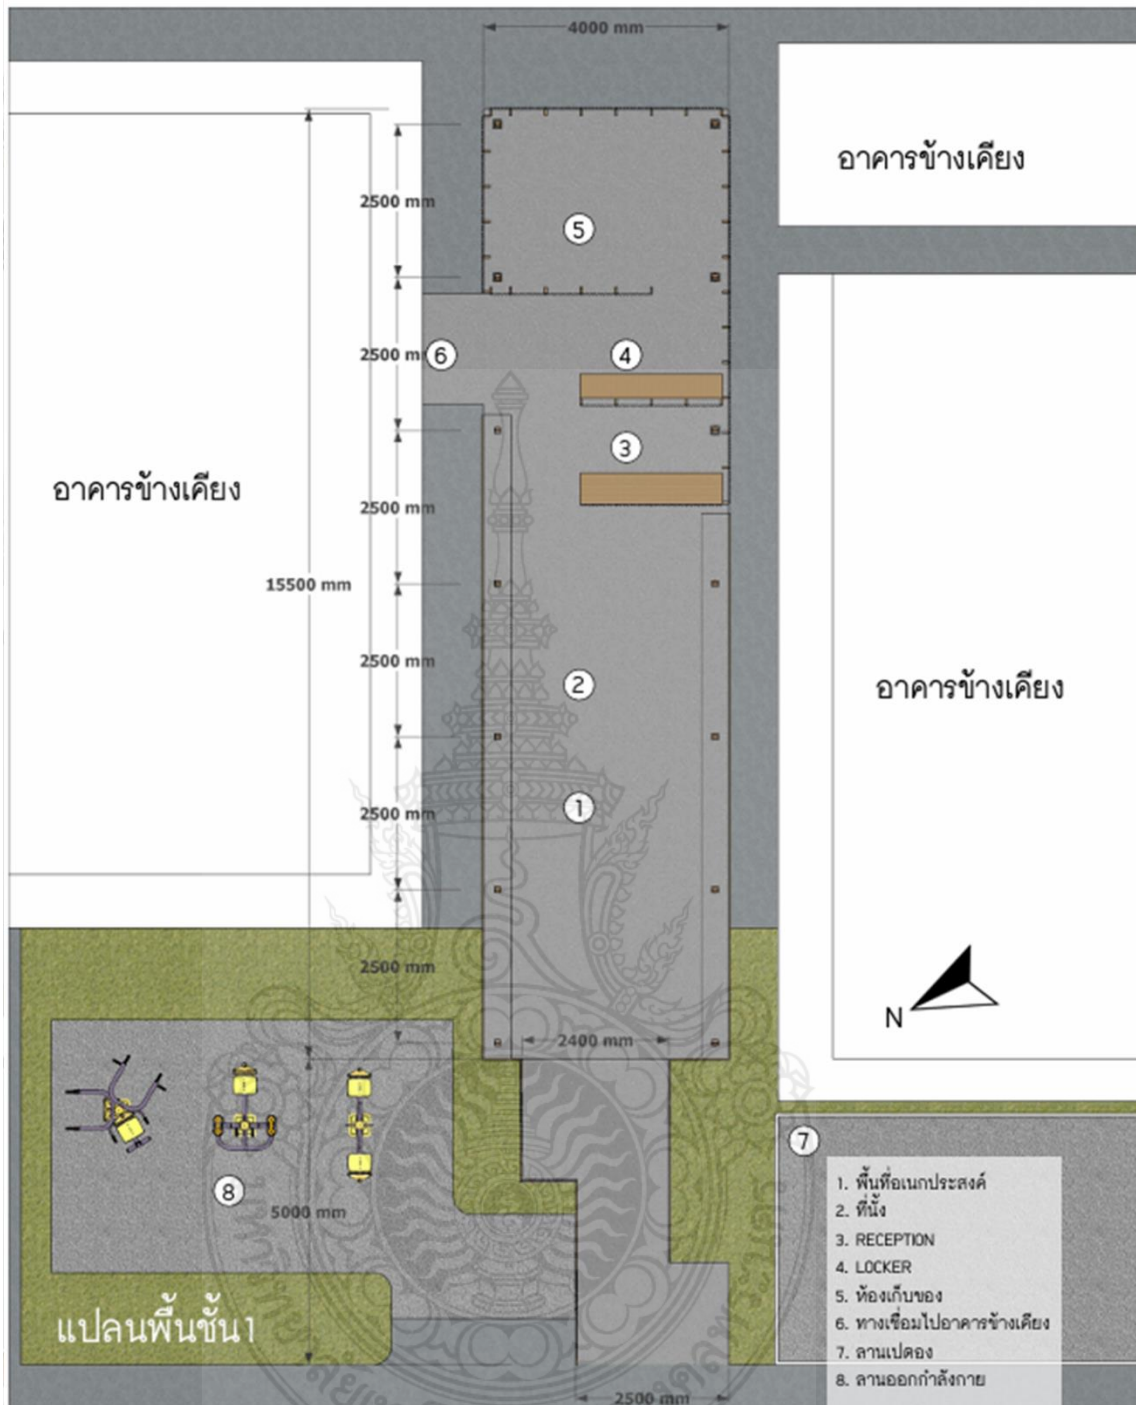 4000 mm
อาคารข้างเคียง
2500 mm
5
2500 mm
6
4
3
อาคารข้างเคียง
2500 mm
15500 mm
2500 mm
2
อาคารข้างเคียง
2500 mm
1
2500 mm
N
2400 mm
7
8
5000 mm
1. พื้นที่อเนกประสงค์
2. ที่นั่ง
3. RECEPTION
4. LOCKER
5. ห้องเก็บของ
6. ทางเชื่อมไปอาคารข้างเคียง
7. ลานเปตอง
8. ลานออกกำลังกาย
แปลนพื้นชั้น1
2500 mm